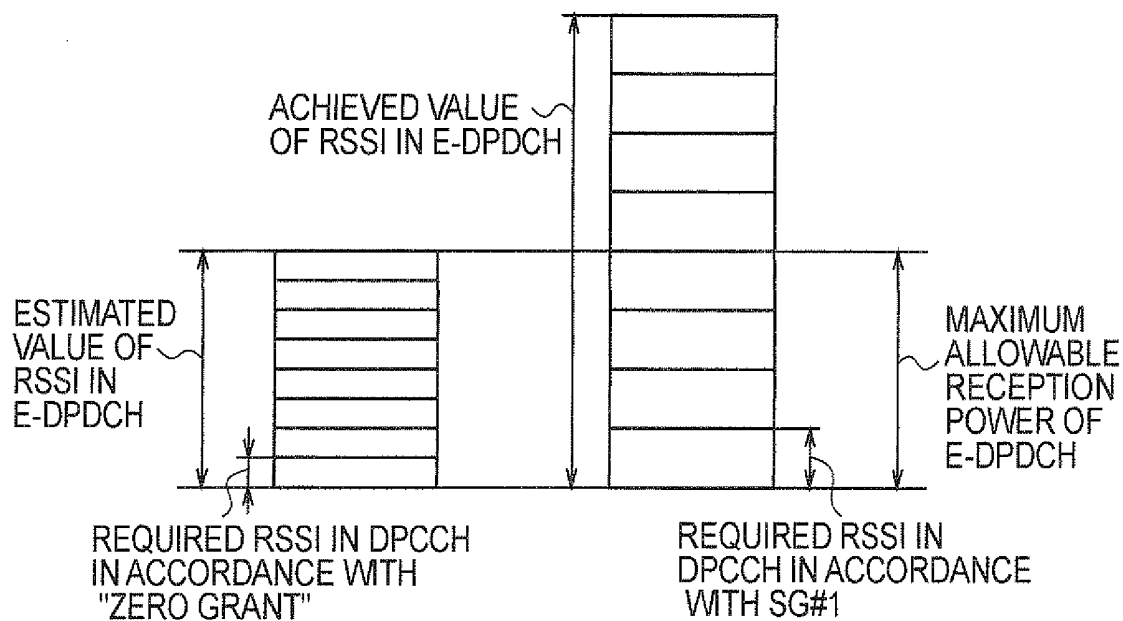 ACHIEVED VALUE
OF RSSI IN E-DPDCH
ESTIMATED
VALUE OF
RSSI IN
E-DPDCH
MAXIMUM
ALLOWABLE
RECEPTION
POWER OF
E-DPDCH
REQUIRED RSSI IN DPCCH
IN ACCORDANCE WITH
"ZERO GRANT"
REQUIRED RSSI IN
DPCCH IN ACCORDANCE
WITH SG#1